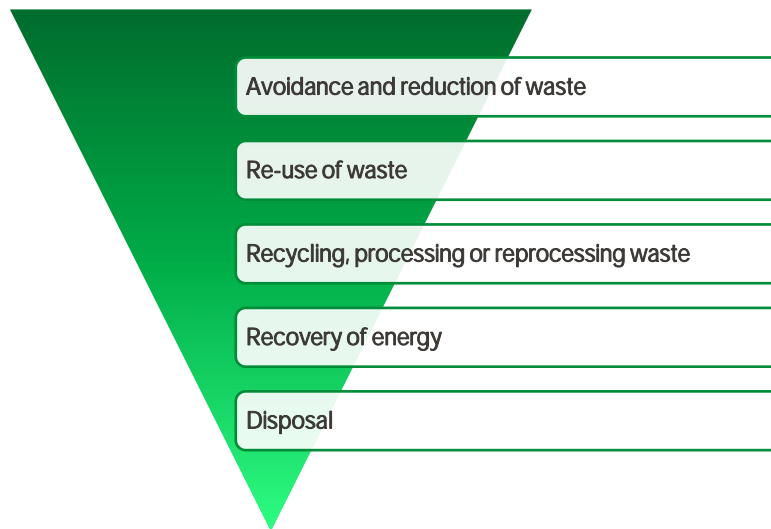 Avoidance and reduction of waste
Re-use of waste
Recycling, processing or reprocessing waste
Recovery of energy
Disposal